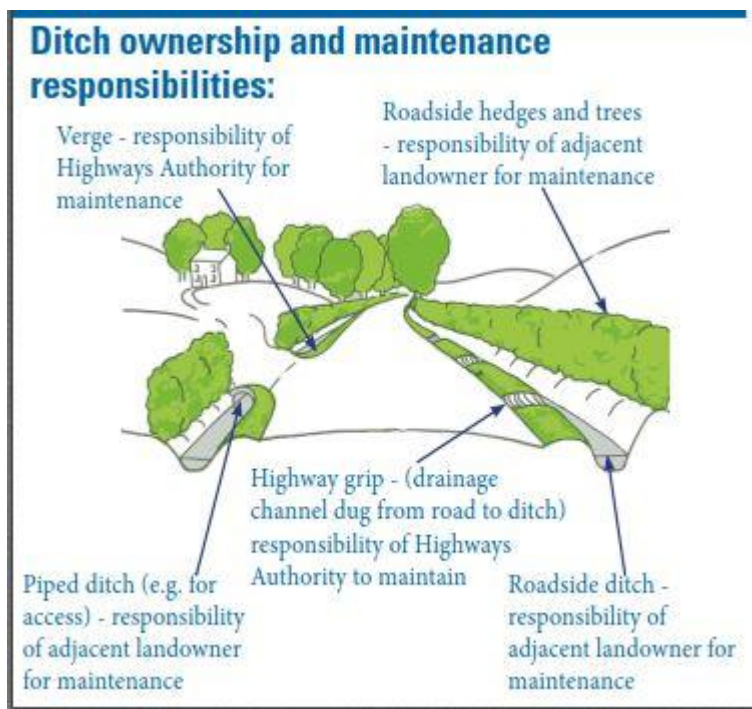 Ditch ownership and maintenance
responsibilities:
Verge - responsibility of
Highways Authority for
maintenance
Roadside hedges and trees
- responsibility of adjacent
landowner for maintenance
Highway grip - (drainage
channel dug from road to ditch)
responsibility of Highways
Authority to maintain
Piped ditch (e.g. for
access) - responsibility
of adjacent landowner
for maintenance
Roadside ditch -
responsibility of
adjacent landowner for
maintenance